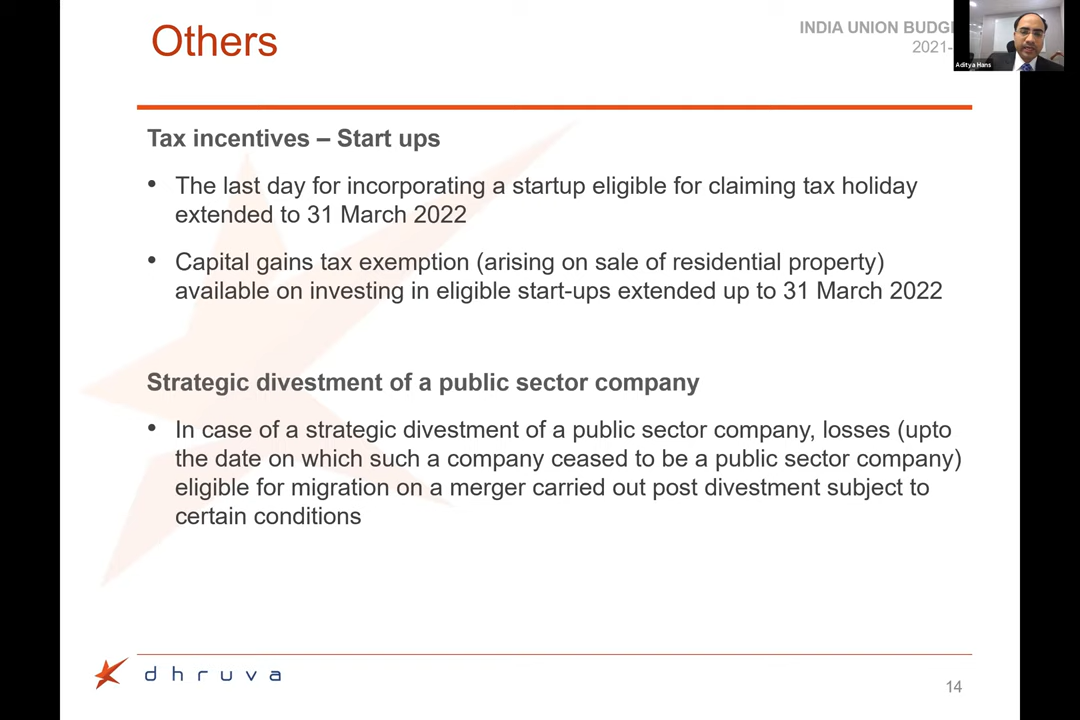 Others
INDIA UNION BUDG
2021-
Aditya Hans
Tax incentives – Start ups
• The last day for incorporating a startup eligible for claiming tax holiday
extended to 31 March 2022
• Capital gains tax exemption (arising on sale of residential property)
available on investing in eligible start-ups extended up to 31 March 2022
Strategic divestment of a public sector company
• In case of a strategic divestment of a public sector company, losses (upto
the date on which such a company ceased to be a public sector company)
eligible for migration on a merger carried out post divestment subject to
certain conditions
dhruva
14